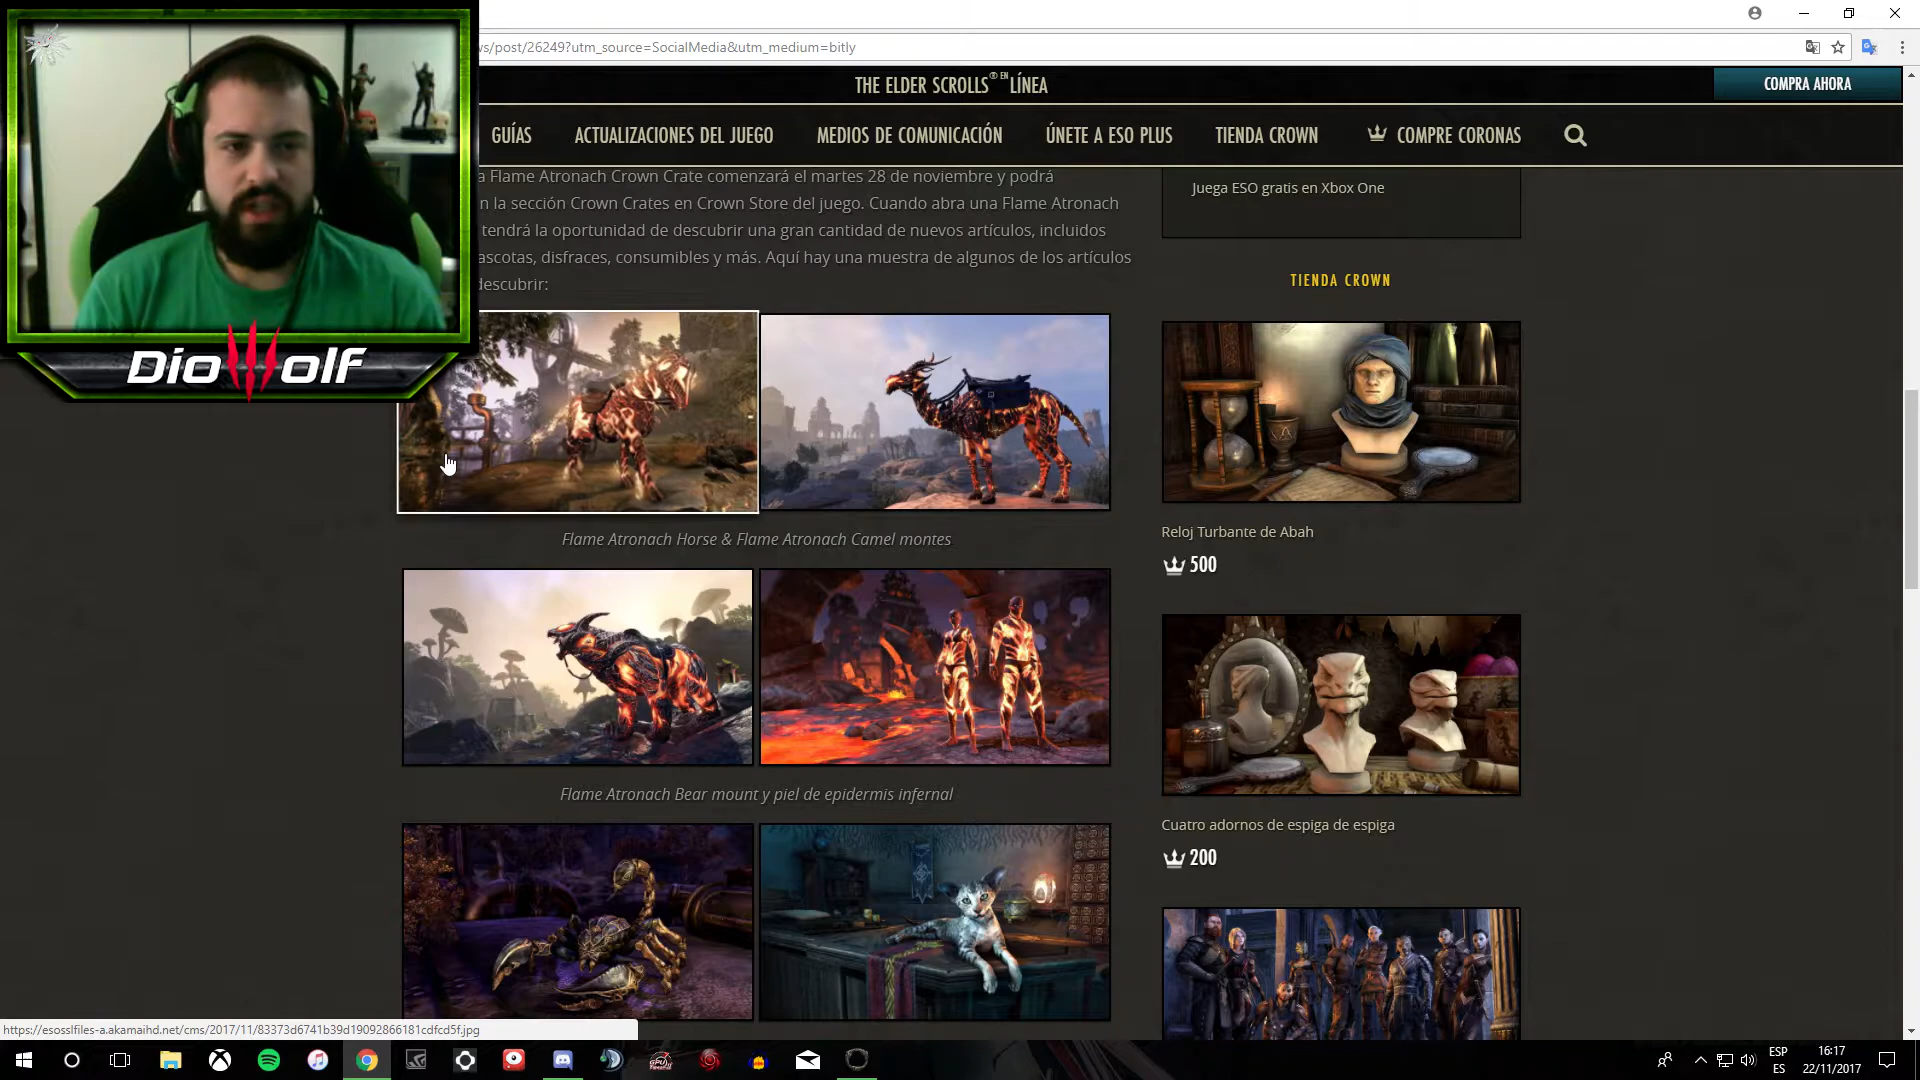 ws/post/26249?utm_source=SocialMedia&utm_medium=bitly
THE ELDER SCROLLS® EN LÍNEA
COMPRA AHORA
GUÍAS
ACTUALIZACIONES DEL JUEGO
MEDIOS DE COMUNICACIÓN
ÚNETE A ESO PLUS
TIENDA CROWN
COMPRE CORONAS
a Flame Atronach Crown Crate comenzará el martes 28 de noviembre y podrá
n la sección Crown Crates en Crown Store del juego. Cuando abra una Flame Atronach
tendrá la oportunidad de descubrir una gran cantidad de nuevos artículos, incluidos
ascotas, disfraces, consumibles y más. Aquí hay una muestra de algunos de los artículos
descubrir:
Flame Atronach Horse & Flame Atronach Camel montes
Flame Atronach Bear mount y piel de epidermis infernal
Juega ESO gratis en Xbox One
TIENDA CROWN
Reloj Turbante de Abah
500
Cuatro adornos de espiga de espiga
200
DioWolf
https://esosslfiles-a.akamaihd.net/cms/2017/11/83373d6741b39d19092866181cdfcd5f.jpg
ESP
ES
16:17
22/11/2017